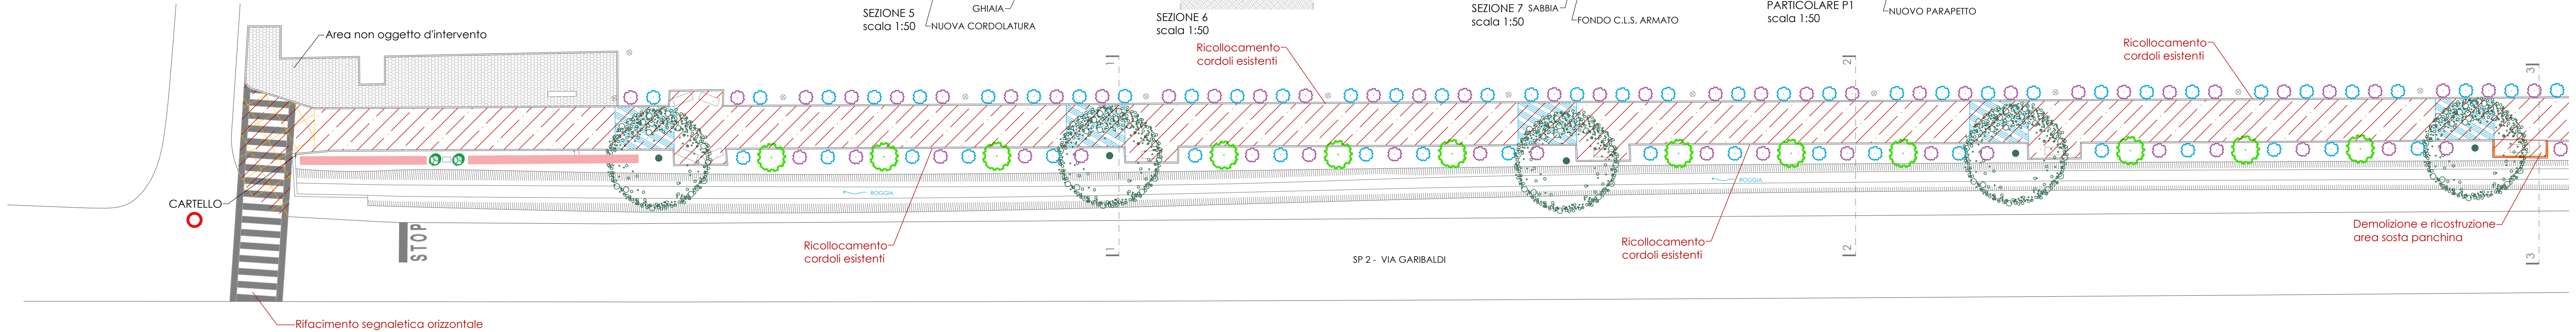 SEZIONE 5
scala 1:50
GHIAIA
NUOVA CORDOLATURA
SEZIONE 6
scala 1:50
SEZIONE 7
scala 1:50
SABBIA
FONDO C.L.S. ARMATO
PARTICOLARE P1
scala 1:50
NUOVO PARAPETTO
Area non oggetto d'intervento
Ricollocamento
cordoli esistenti
Ricollocamento
cordoli esistenti
1
2
3
CARTELLO
ROGGIA
ROGGIA
STOP
Ricollocamento
cordoli esistenti
Ricollocamento
cordoli esistenti
Demolizione e ricostruzione
area sosta panchina
1
2
3
SP 2 - VIA GARIBALDI
Rifacimento segnaletica orizzontale